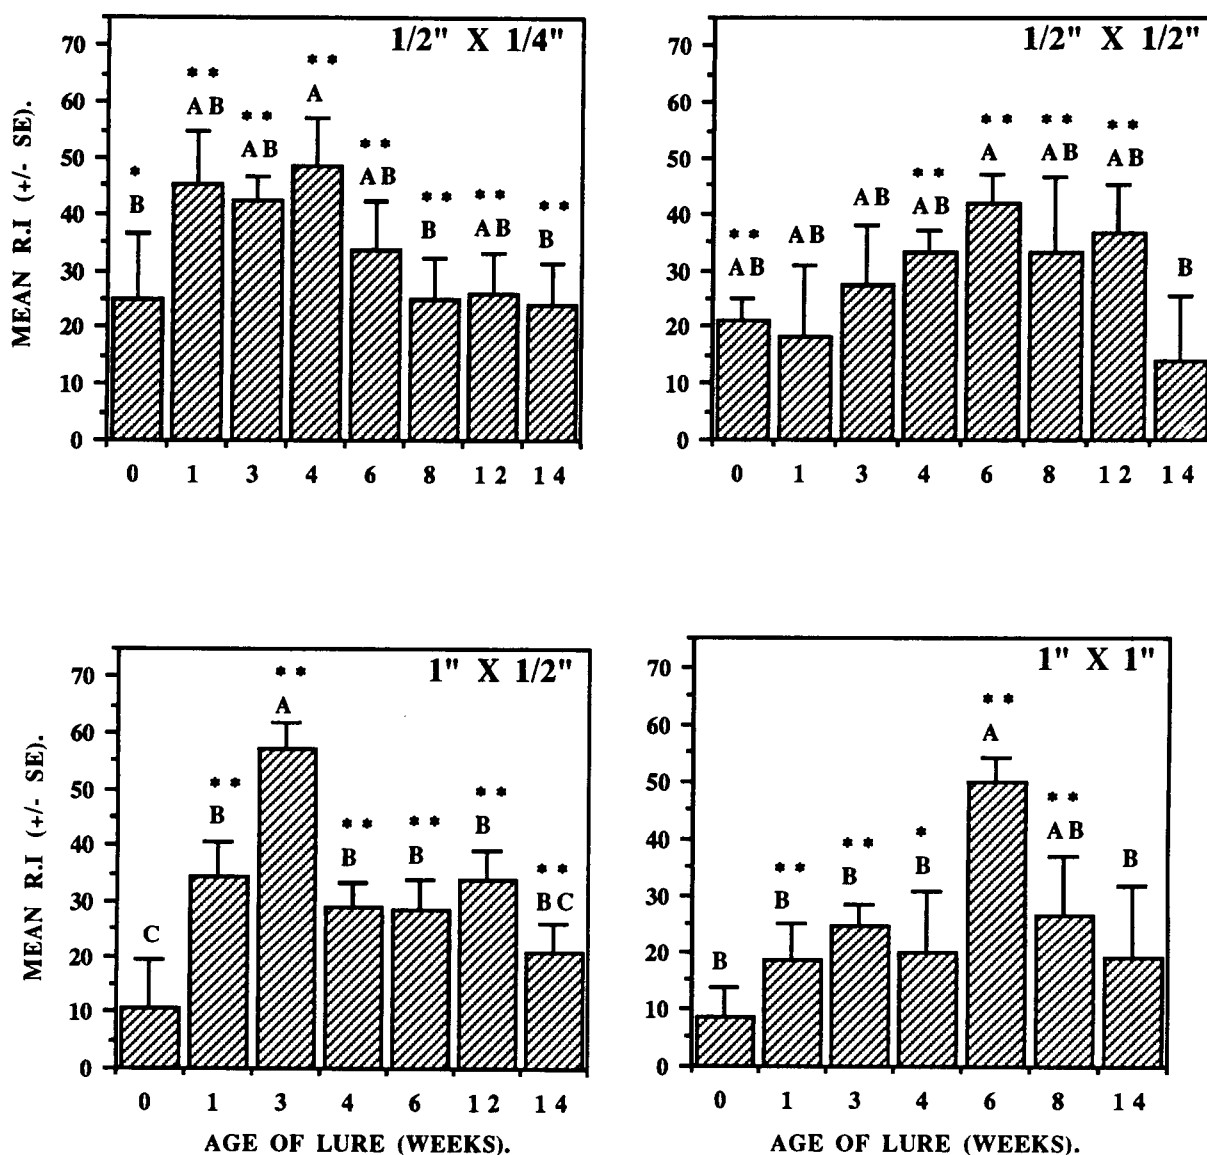 1/2" X 1/4"
MEAN R.I (+/- SE).
70
60
50
40
30
20
10
0
* B
** AB
** AB
** A
** AB
** B
** AB
** B
0 1 3 4 6 8 12 14
1/2" X 1/2"
70
60
50
40
30
20
10
0
** AB
AB
AB
** AB
** A
** AB
** AB
B
0 1 3 4 6 8 12 14
1" X 1/2"
MEAN R.I (+/- SE).
70
60
50
40
30
20
10
0
C
** B
** A
** B
** B
** B
** BC
0 1 3 4 6 12 14
AGE OF LURE (WEEKS).
1" X 1"
70
60
50
40
30
20
10
0
B
** B
** B
* B
** A
** AB
B
0 1 3 4 6 8 14
AGE OF LURE (WEEKS).